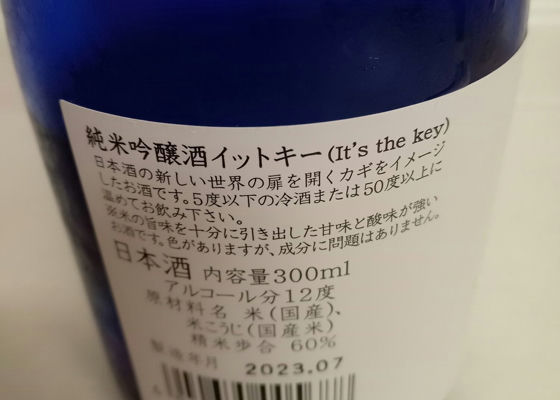 純米吟醸酒イットキー(It's the key)
日本酒の新しい世界の扉を開くカギをイメージ
したお酒です。5度以下の冷酒または50度以上に
温めてお飲み下さい。
※米の旨味を十分に引き出した甘味と酸味が強い
お酒です。色がありますが、成分に問題はありません。
日本酒 内容量300ml
アルコール分12度
原材料名 米(国産)、
米こうじ(国産米)
精米歩合 60%
製造年月 2023.07